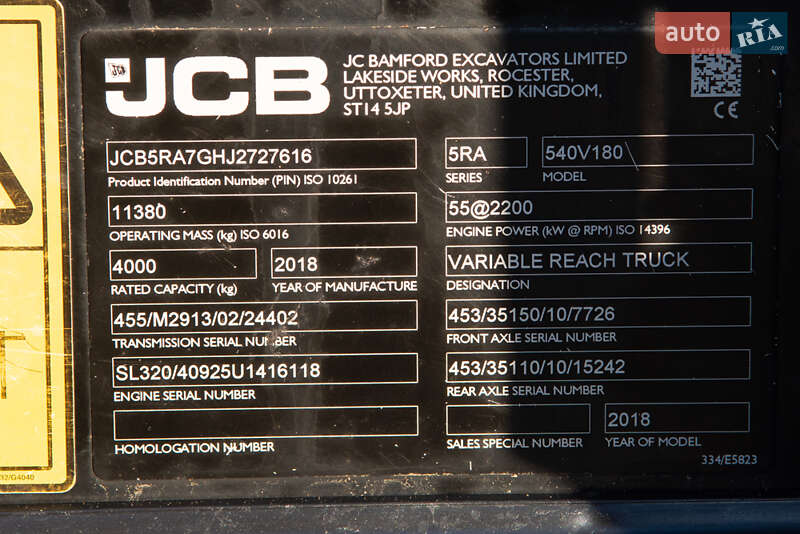 auto RIA .com
JCB
JC BAMFORD EXCAVATORS LIMITED
LAKESIDE WORKS, ROCESTER,
UTTOXETER, UNITED KINGDOM,
ST14 5JP
CE
JCB5RA7GHJ2727616
Product Identification Number (PIN) ISO 10261
5RA
SERIES
540V180
MODEL
11380
OPERATING MASS (kg) ISO 6016
55@2200
ENGINE POWER (kW @ RPM) ISO 14396
4000
RATED CAPACITY (kg)
2018
YEAR OF MANUFACTURE
VARIABLE REACH TRUCK
DESIGNATION
455/M2913/02/24402
TRANSMISSION SERIAL NUMBER
453/35150/10/7726
FRONT AXLE SERIAL NUMBER
SL320/40925U1416118
ENGINE SERIAL NUMBER
453/35110/10/15242
REAR AXLE SERIAL NUMBER
HOMOLOGATION NUMBER
SALES SPECIAL NUMBER
2018
YEAR OF MODEL
334/E5823